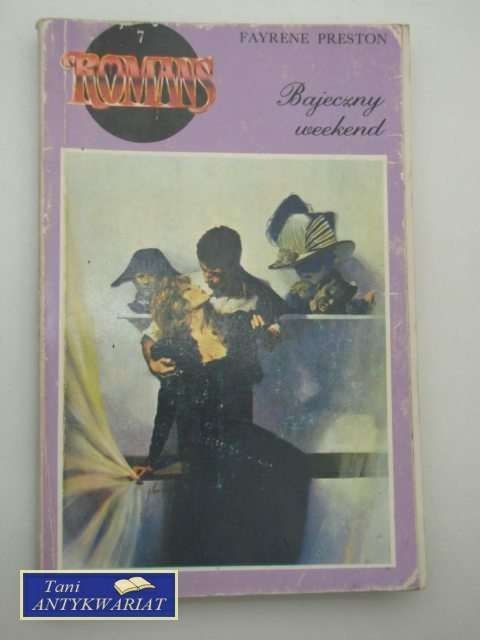 7
ROMANS
FAYRENE PRESTON
Bajeczny
weekend
Tani
ANTYKWARIAT